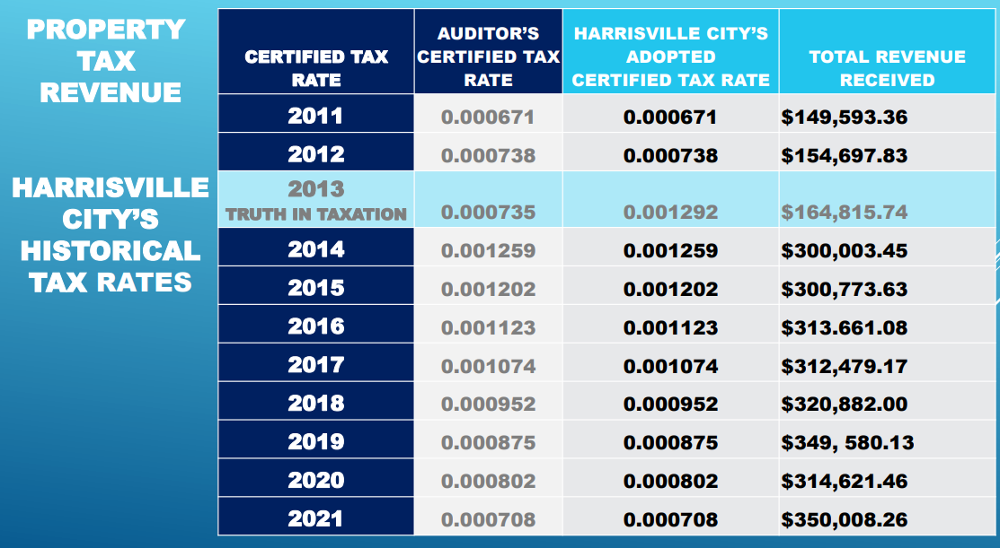 PROPERTY
TAX
REVENUE
HARRISVILLE
CITY'S
HISTORICAL
TAX RATES
CERTIFIED TAX
RATE
AUDITOR'S
CERTIFIED TAX
RATE
HARRISVILLE CITY'S
ADOPTED
CERTIFIED TAX RATE
TOTAL REVENUE
RECEIVED
2011 0.000671 0.000671 $149,593.36
2012 0.000738 0.000738 $154,697.83
2013
TRUTH IN TAXATION 0.000735 0.001292 $164,815.74
2014 0.001259 0.001259 $300,003.45
2015 0.001202 0.001202 $300,773.63
2016 0.001123 0.001123 $313.661.08
2017 0.001074 0.001074 $312,479.17
2018 0.000952 0.000952 $320,882.00
2019 0.000875 0.000875 $349, 580.13
2020 0.000802 0.000802 $314,621.46
2021 0.000708 0.000708 $350,008.26